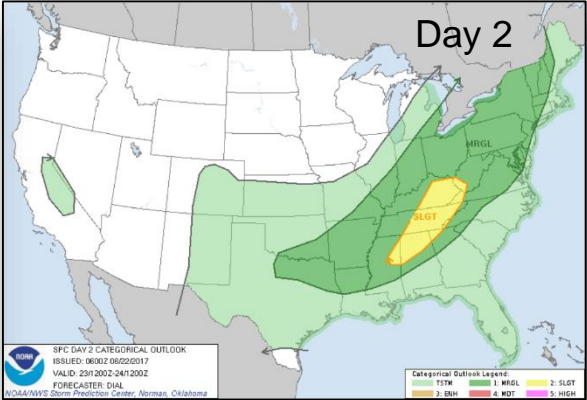 Day 2
MRGL
SLGT
NOAA
SPC DAY 2 CATEGORICAL OUTLOOK
ISSUED: 0600Z 06/22/2017
VALID: 23/1200Z-24/1200Z
FORECASTER: DIAL
NOAA/NWS Storm Prediction Center, Norman, Oklahoma
Categorical Outlook Legend:
TSTM 1: MRGL 2: SLGT
3: ENH 4: MDT 5: HIGH